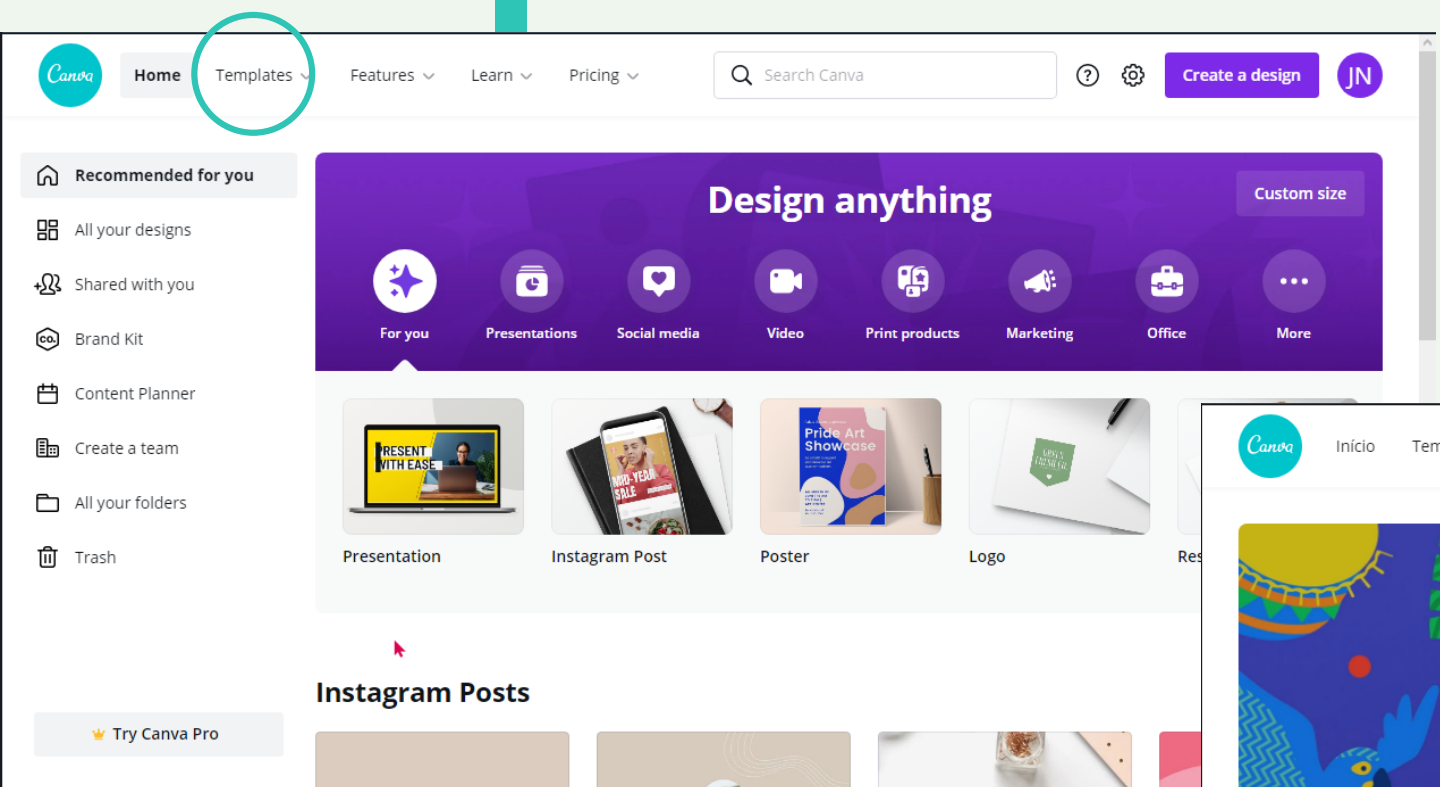 Canva
Home
Templates
Features
Learn
Pricing
Search Canva
?
Create a design
JN
Recommended for you
All your designs
Shared with you
CO.
Brand Kit
Content Planner
Create a team
All your folders
Trash
Try Canva Pro
Design anything
Custom size
For you
Presentations
Social media
Video
Print products
Marketing
Office
More
PRESENT
WITH EASE
MID-YEAR
SALE
Pride Art
Showcase
Presentation
Instagram Post
Poster
Logo
Res
Instagram Posts
Canva
Início
Tem